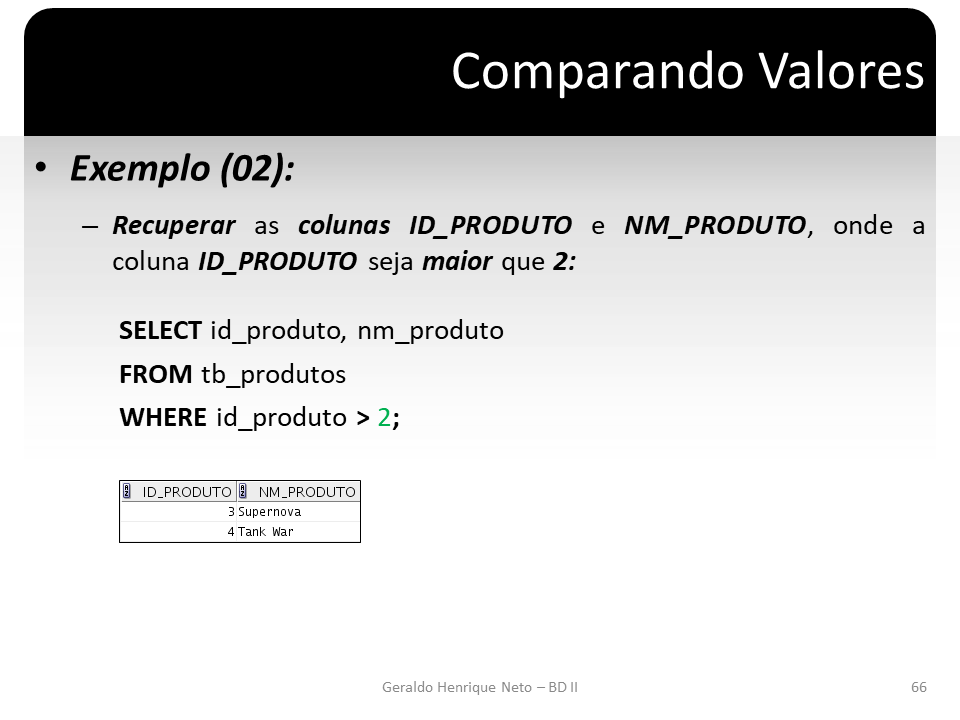 Comparando Valores
• Exemplo (02):
– Recuperar as colunas ID_PRODUTO e NM_PRODUTO, onde a
coluna ID_PRODUTO seja maior que 2:
SELECT id_produto, nm_produto
FROM tb_produtos
WHERE id_produto > 2;
ID_PRODUTO NM_PRODUTO
3 Supernova
4 Tank War
Geraldo Henrique Neto – BD II 66